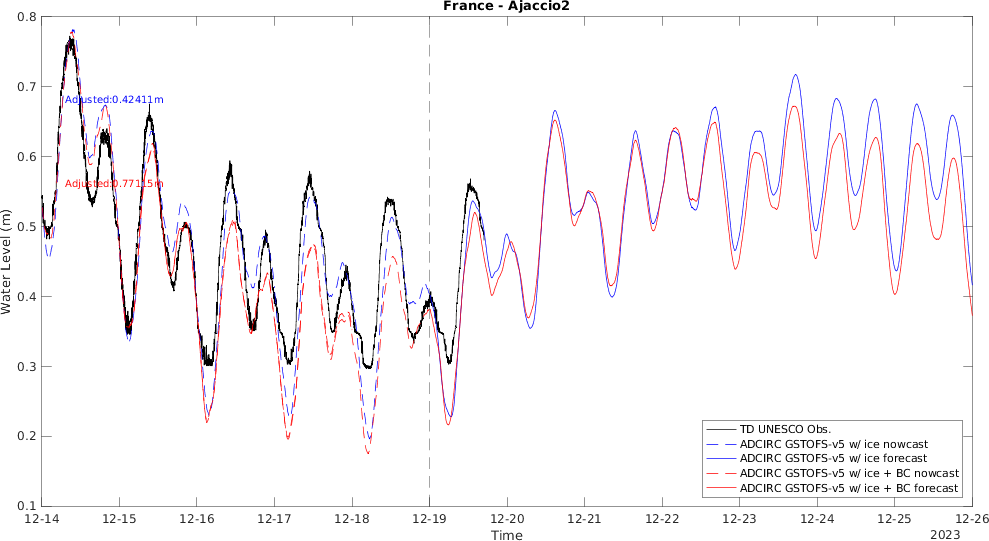 France - Ajaccio2
0.8
0.7
0.6
0.5
0.4
0.3
0.2
0.1
Water Level (m)
Adjusted:0.42411m
Adjusted:0.77115m
TD UNESCO Obs.
ADCIRC GSTOFS-v5 w/ ice nowcast
ADCIRC GSTOFS-v5 w/ ice forecast
ADCIRC GSTOFS-v5 w/ ice + BC nowcast
ADCIRC GSTOFS-v5 w/ ice + BC forecast
12-14 12-15 12-16 12-17 12-18 12-19 12-20 12-21 12-22 12-23 12-24 12-25 12-26
Time
2023